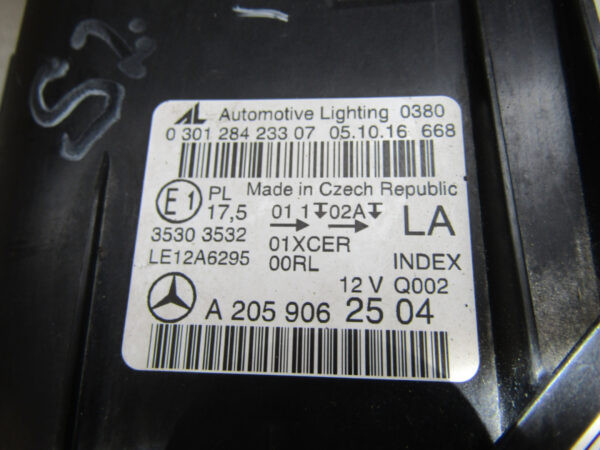 S2.
AL Automotive Lighting 0380
0 301 284 233 07 05.10.16 668
Made in Czech Republic
E1 PL 17,5
01 1 02A LA
3530 3532 01XCER
LE12A6295 00RL INDEX
12 V Q002
A 205 906 25 04